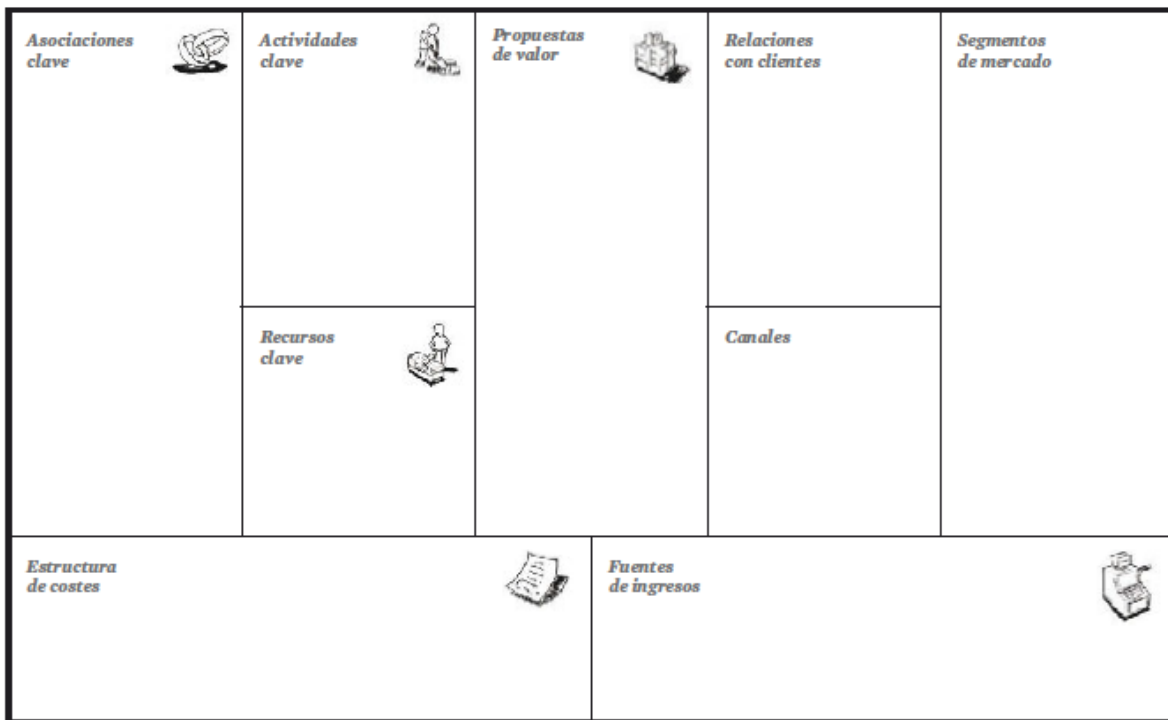 Asociaciones
clave
Actividades
clave
Propuestas
de valor
Relaciones
con clientes
Segmentos
de mercado
Recursos
clave
Canales
Estructura
de costes
Fuentes
de ingresos